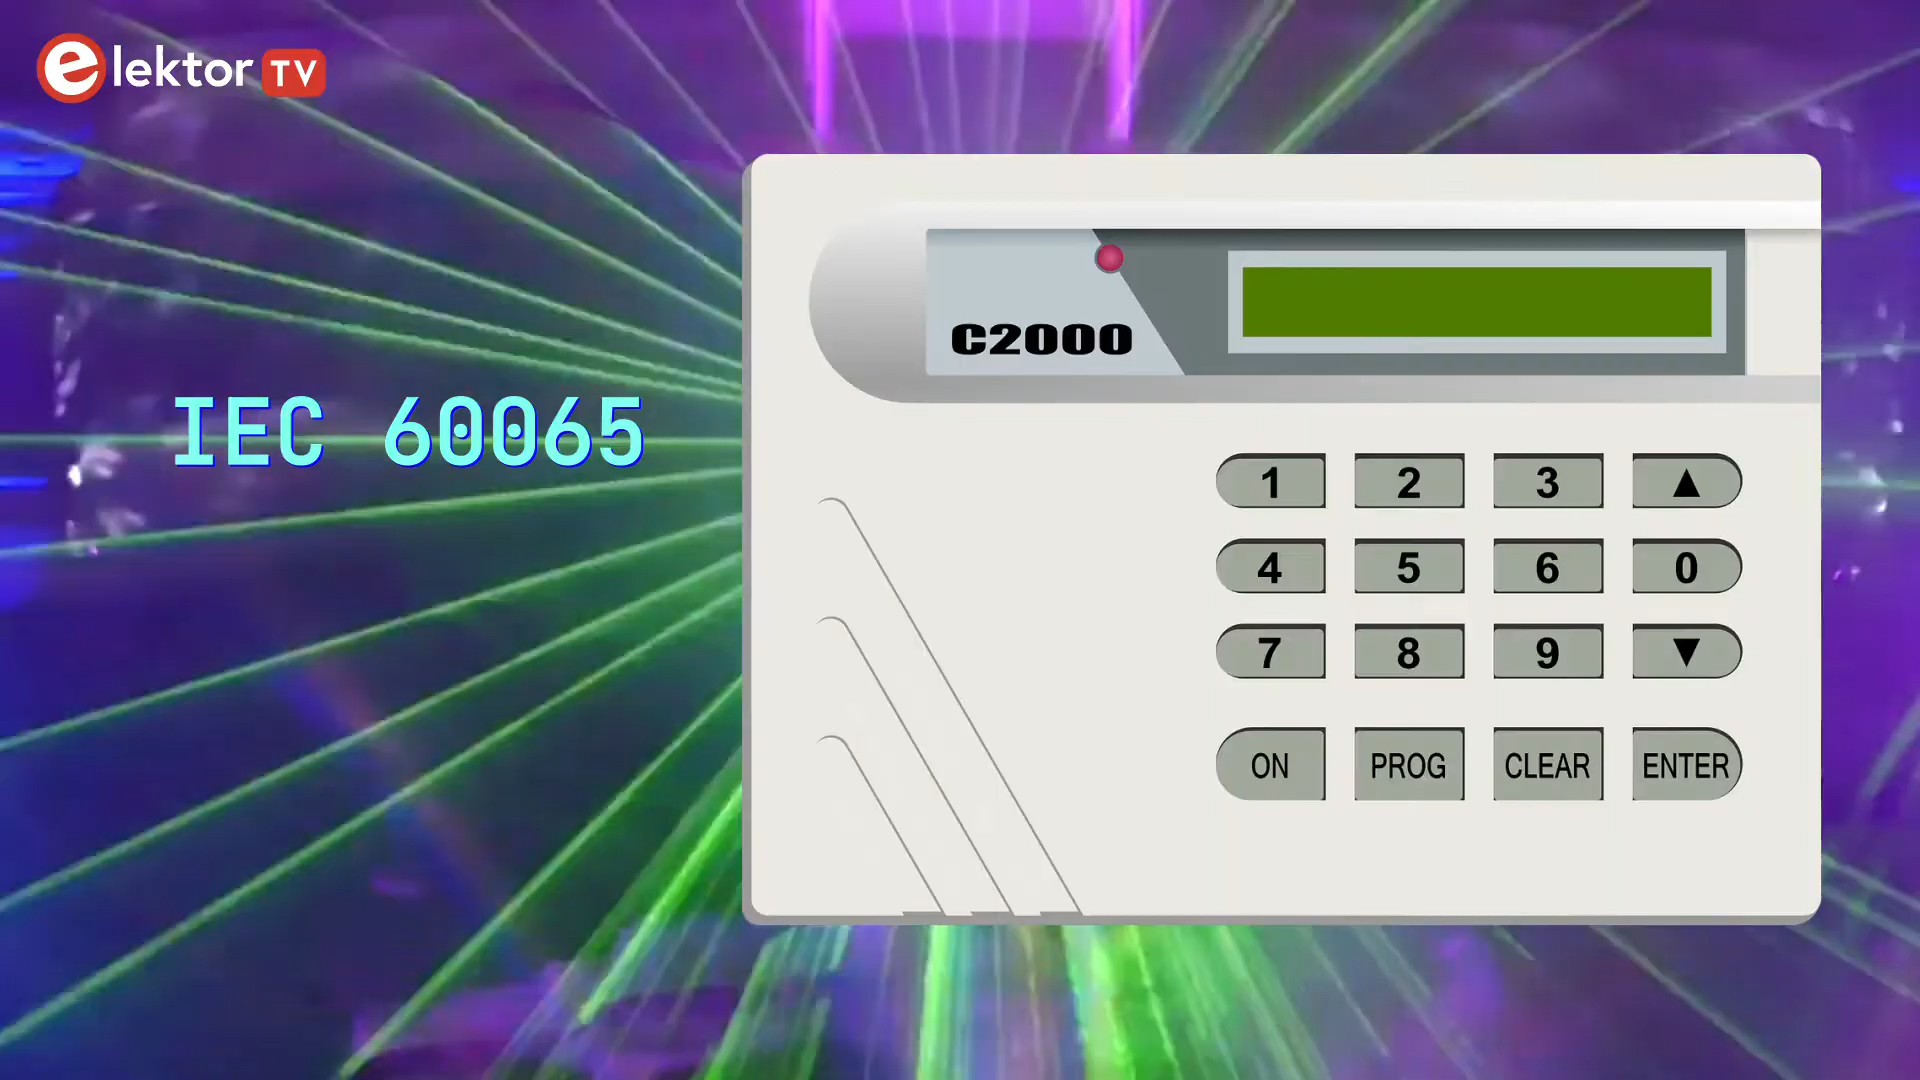 elektor TV
C2000
IEC 60065
1 2 3 ▲
4 5 6 0
7 8 9 ▼
ON PROG CLEAR ENTER